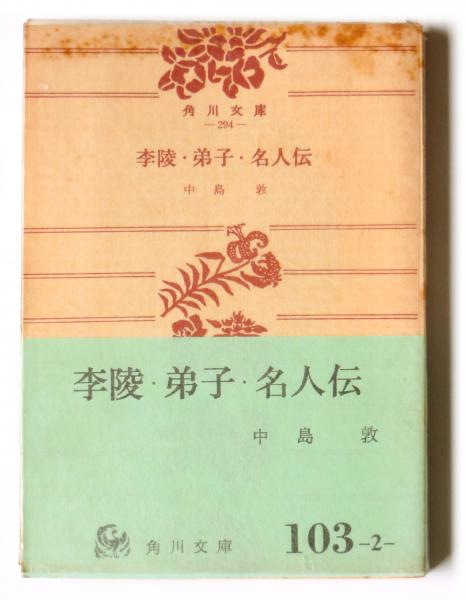 角川文庫
—294—
李陵・弟子・名人伝
中島敦
李陵・弟子・名人伝
中島敦
角川文庫
103-2-